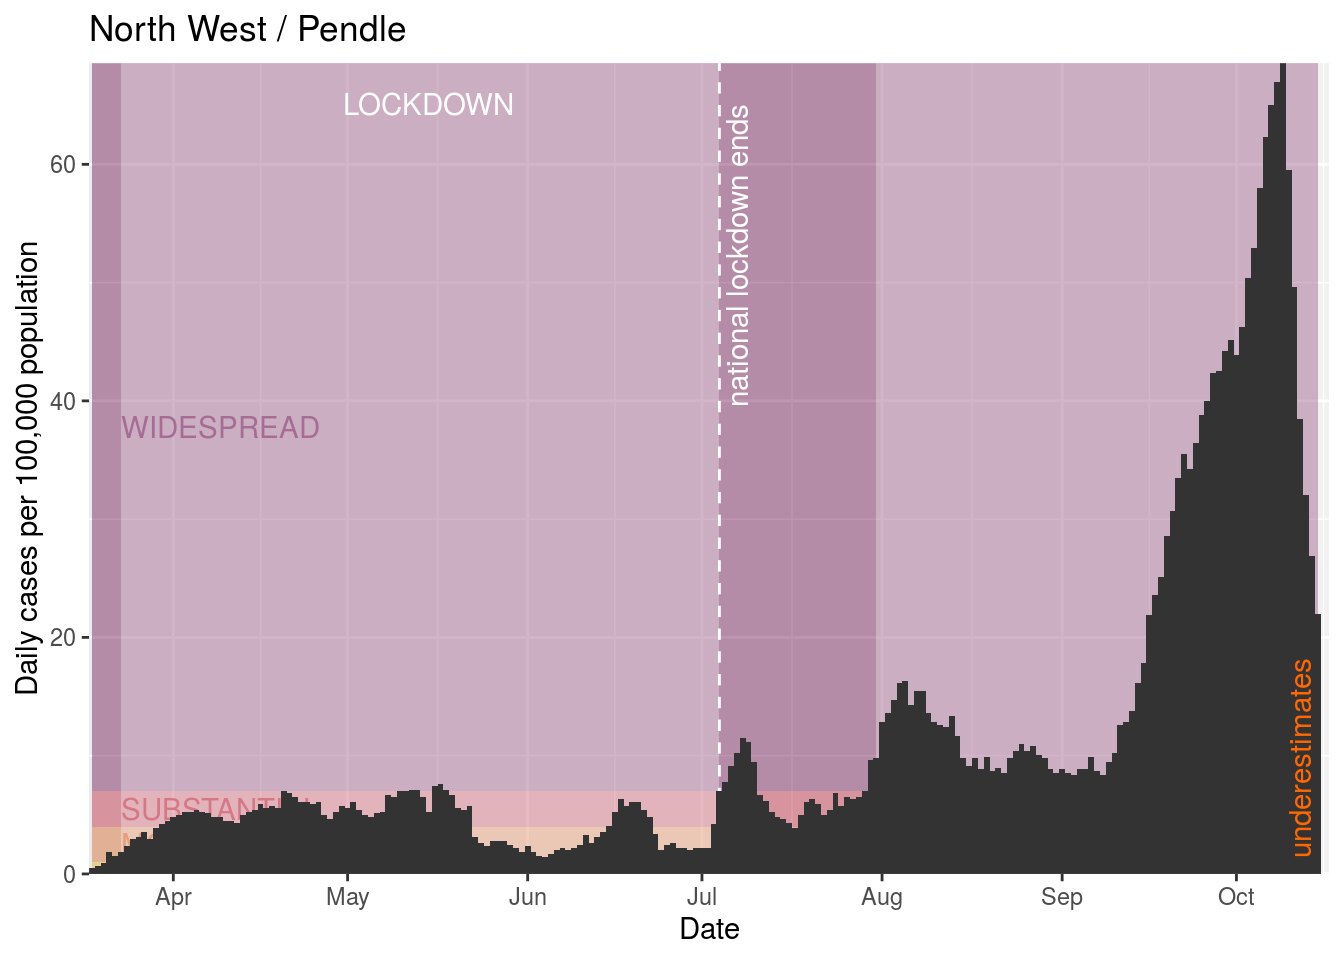 North West / Pendle
LOCKDOWN
national lockdown ends
WIDESPREAD
underestimates
Daily cases per 100,000 population
60
40
20
0
Apr
May
Jun
Jul
Aug
Sep
Oct
Date